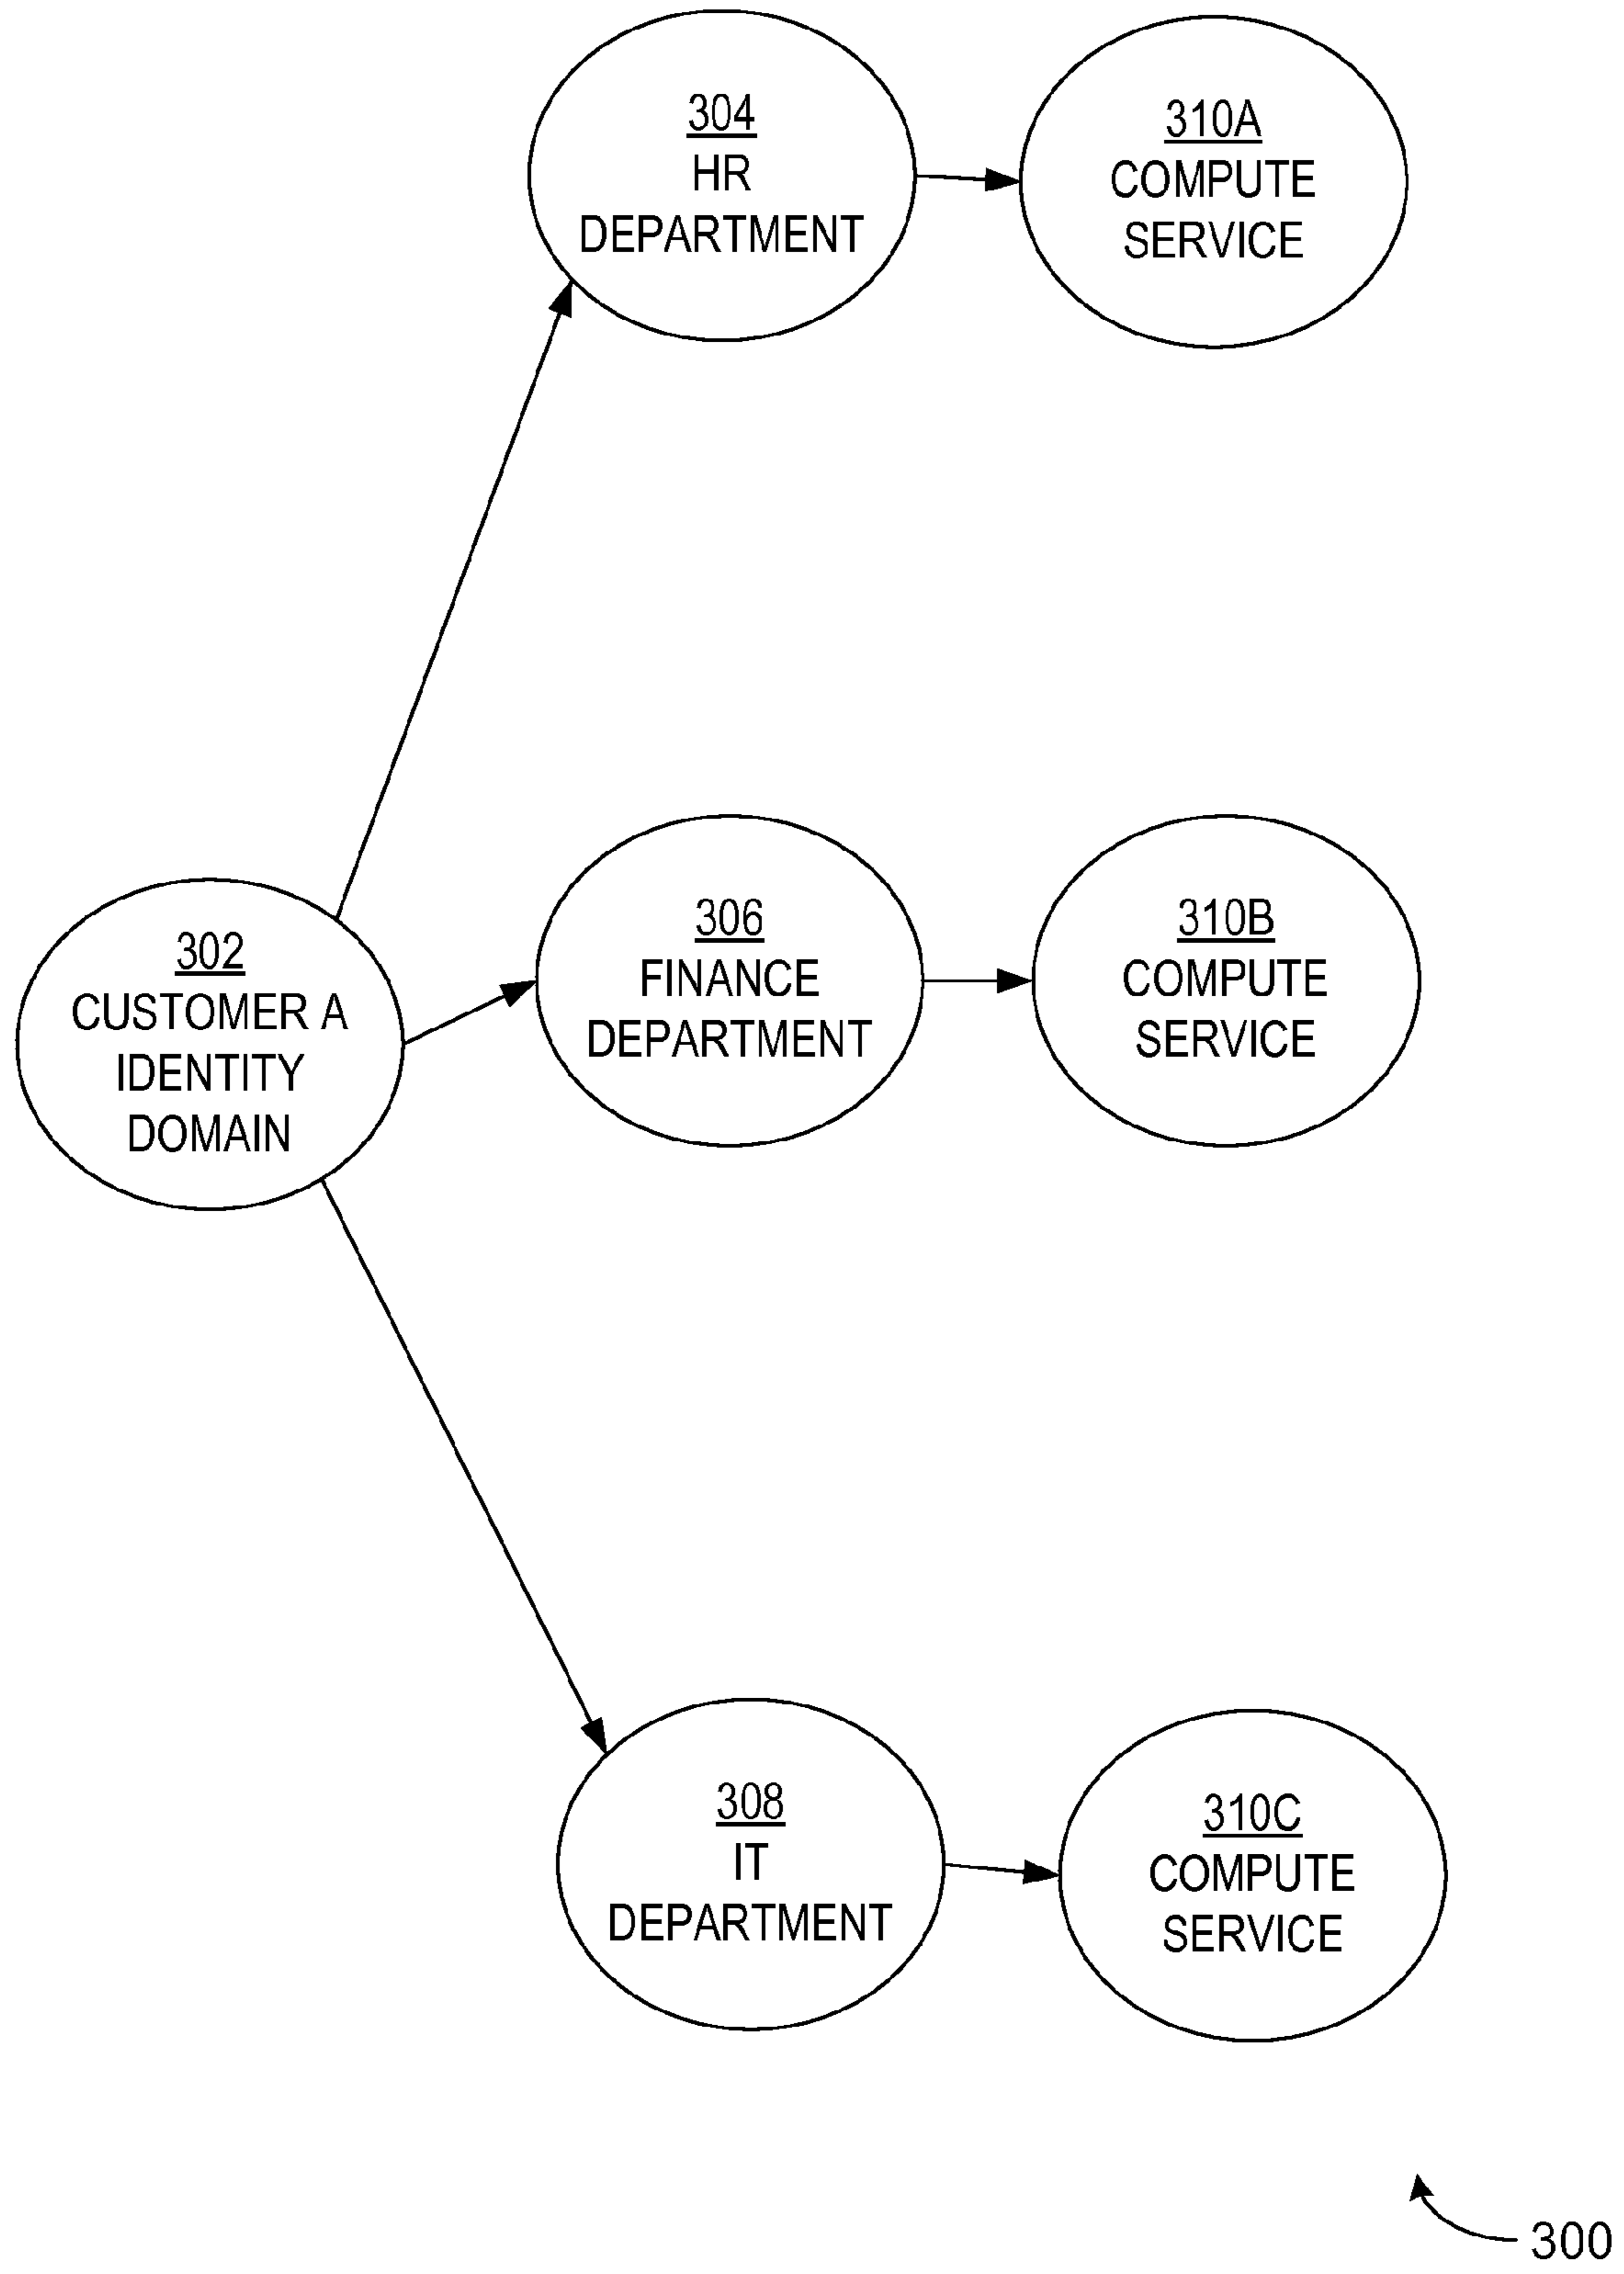 304
HR
DEPARTMENT
310A
COMPUTE
SERVICE
302
CUSTOMER A
IDENTITY
DOMAIN
306
FINANCE
DEPARTMENT
310B
COMPUTE
SERVICE
308
IT
DEPARTMENT
310C
COMPUTE
SERVICE
300